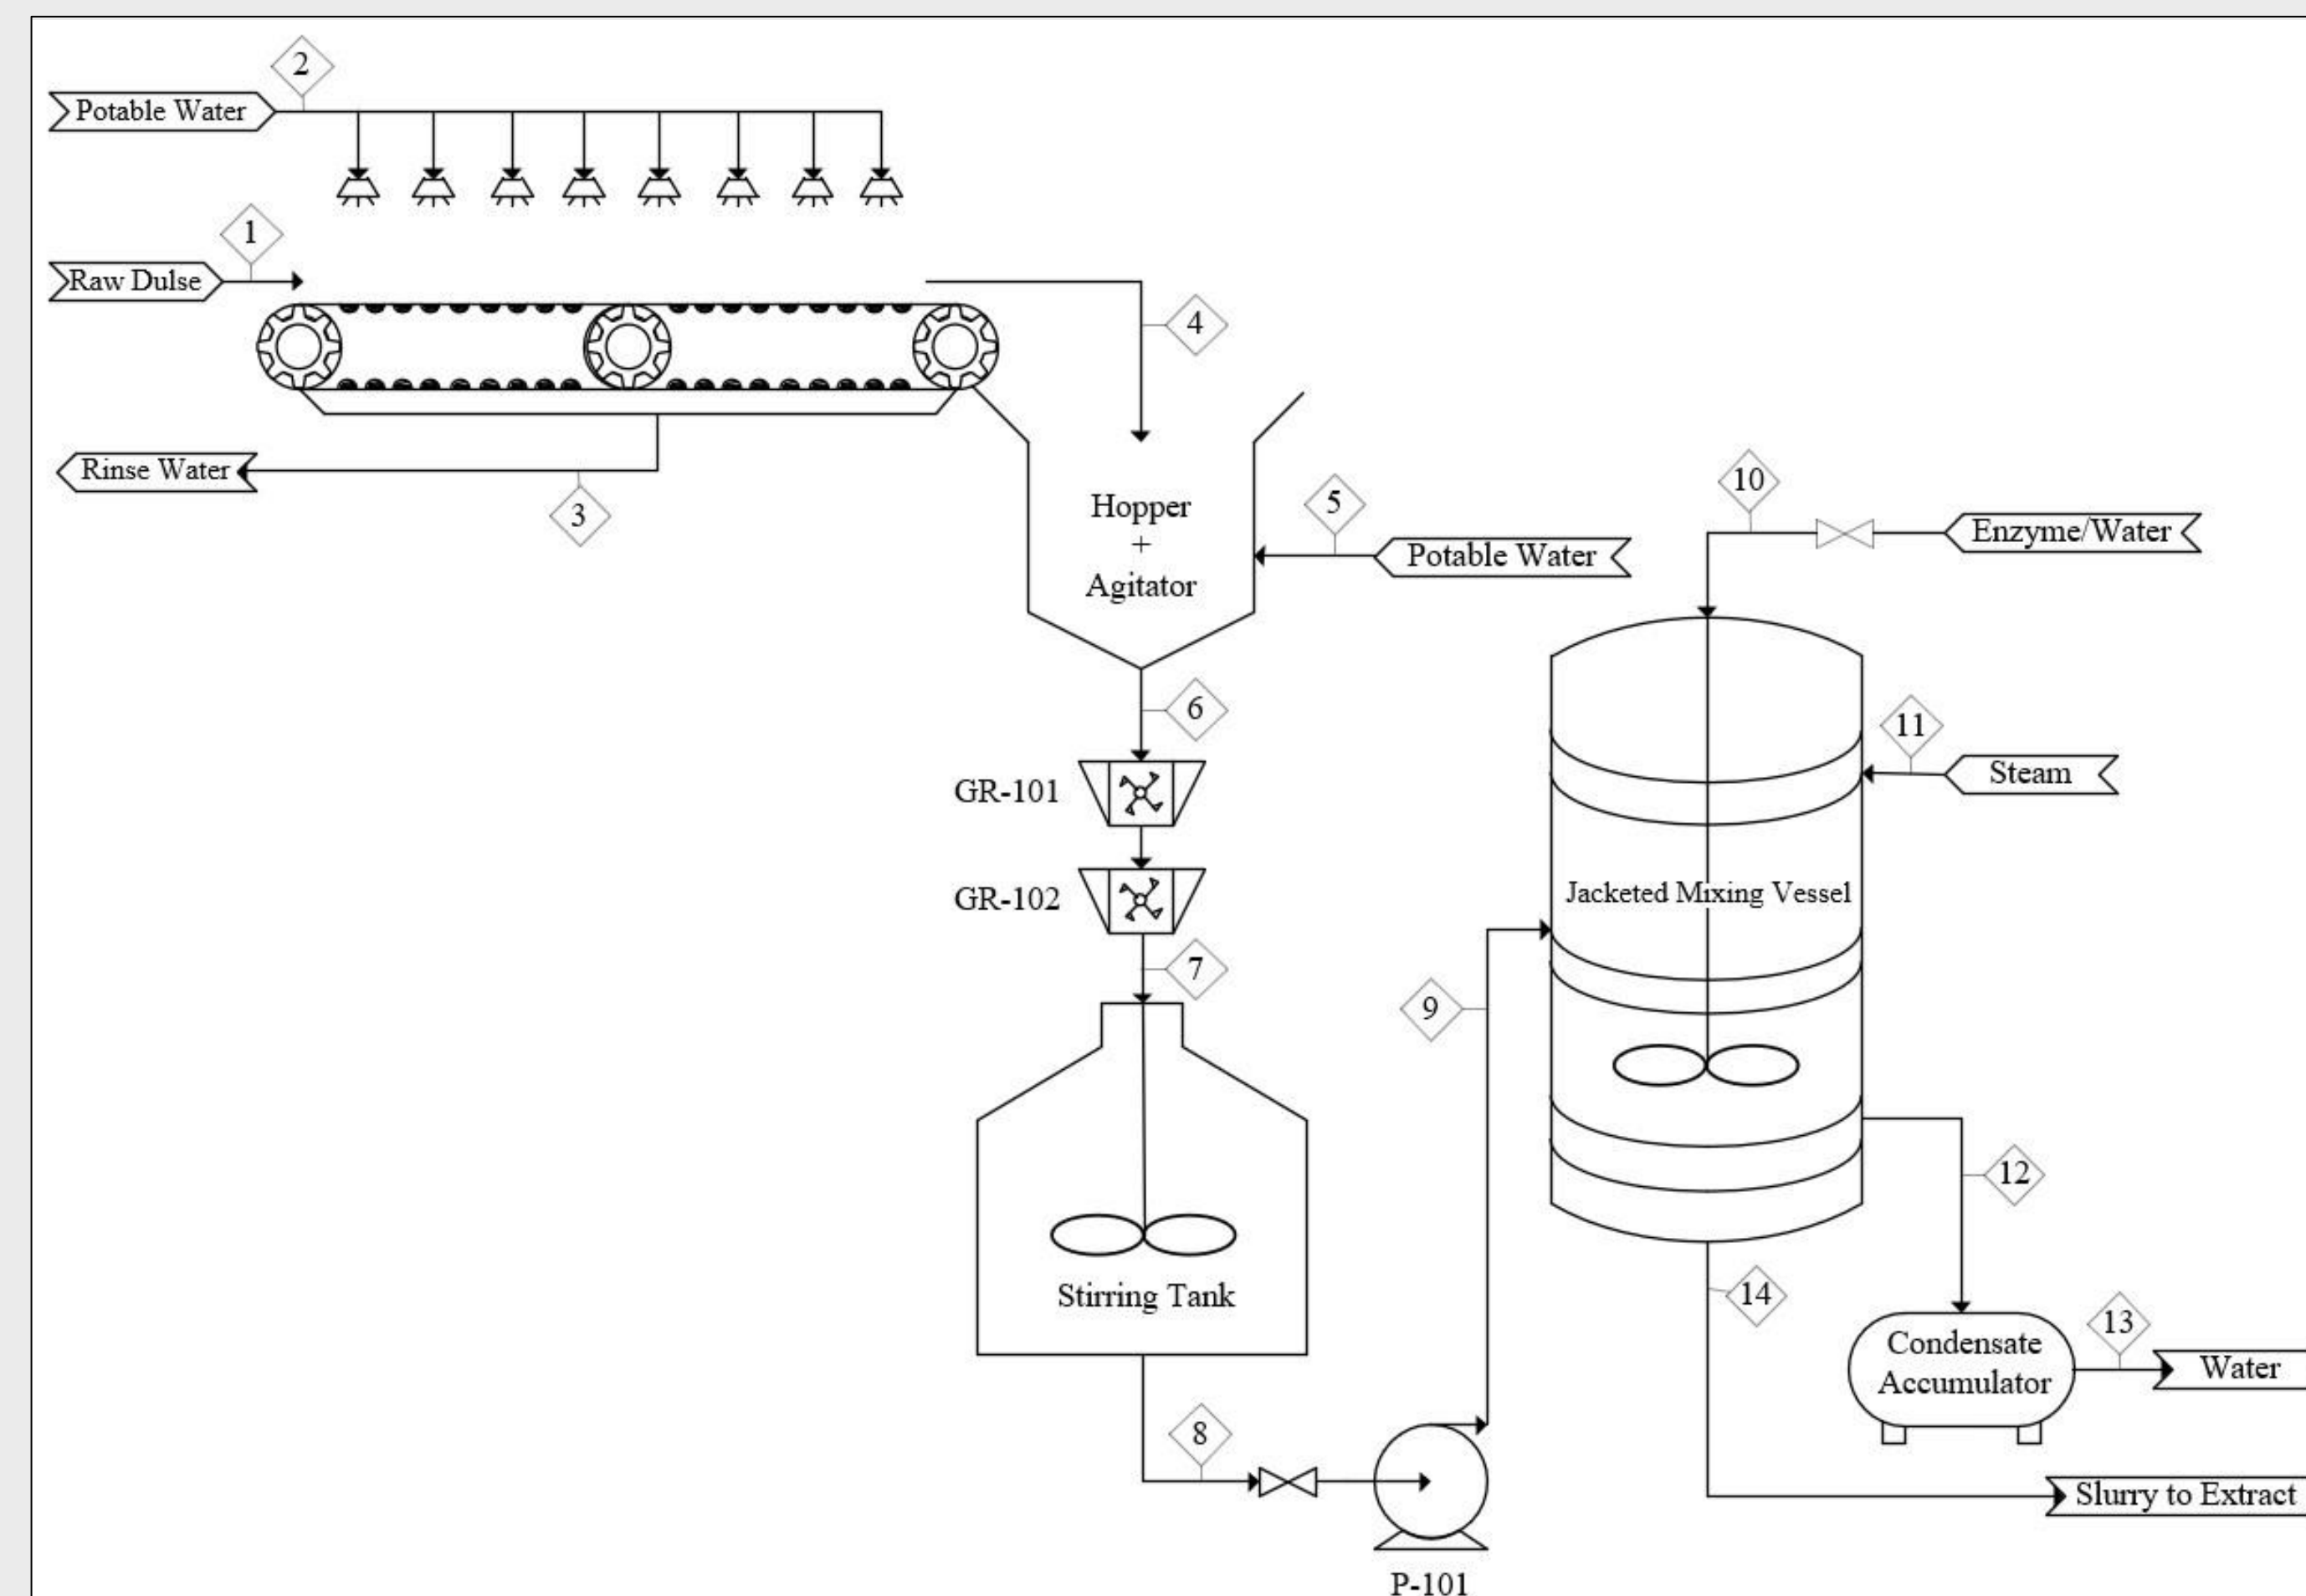 2
Potable Water
1
Raw Dulse
4
Rinse Water
3
Hopper
+
Agitator
5
Potable Water
10
Enzyme/Water
6
11
Steam
GR-101
GR-102
Jacketed Mixing Vessel
7
9
12
Stirring Tank
14
13
Condensate
Accumulator
Water
8
Slurry to Extract
P-101